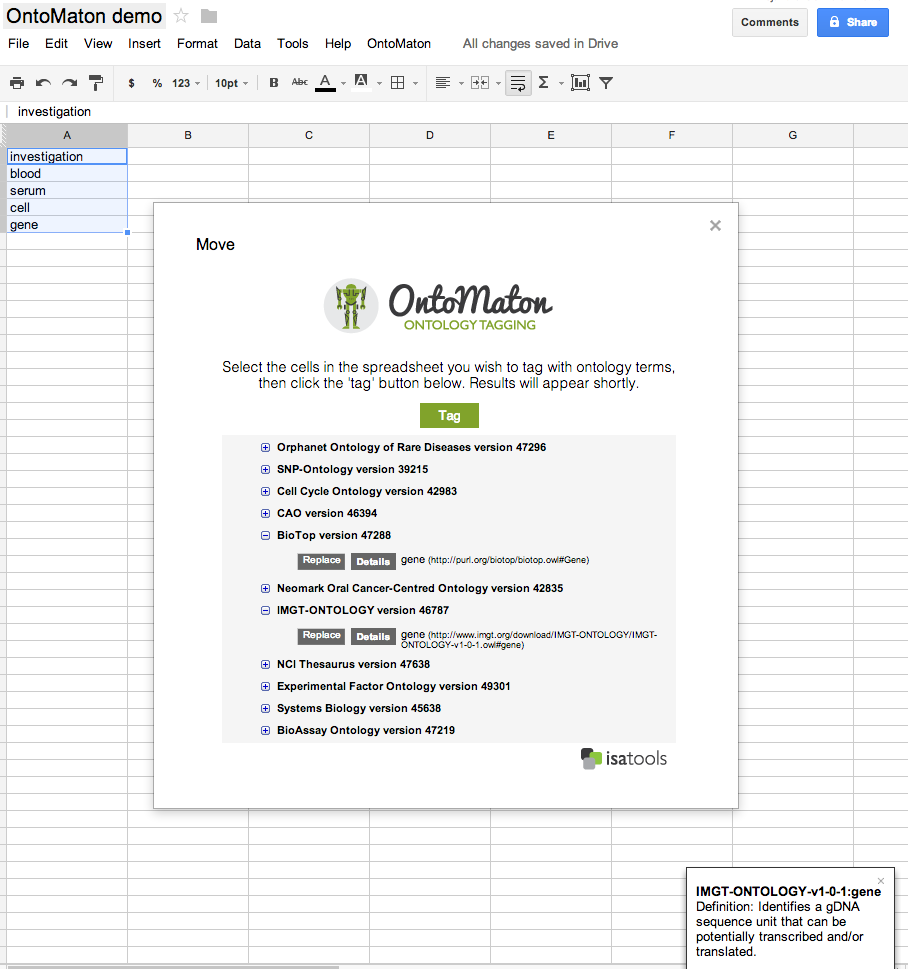 OntoMaton demo
Comments
Share
File Edit View Insert Format Data Tools Help OntoMaton All changes saved in Drive
$ % 123 10pt B Abc A A Σ
investigation
A B C D E F G
investigation
blood
serum
cell
gene
×
Move
OntoMaton
ONTOLOGY TAGGING
Select the cells in the spreadsheet you wish to tag with ontology terms,
then click the 'tag' button below. Results will appear shortly.
Tag
Orphanet Ontology of Rare Diseases version 47296
SNP-Ontology version 39215
Cell Cycle Ontology version 42983
CAO version 46394
BioTop version 47288
Replace Details gene (http://purl.org/biotop/biotop.owl#Gene)
Neomark Oral Cancer-Centred Ontology version 42835
IMGT-ONTOLOGY version 46787
Replace Details gene (http://www.imgt.org/download/IMGT-ONTOLOGY/IMGT-
ONTOLOGY-v1-0-1.owl#gene)
NCI Thesaurus version 47638
Experimental Factor Ontology version 49301
Systems Biology version 45638
BioAssay Ontology version 47219
isatools
×
IMGT-ONTOLOGY-v1-0-1:gene
Definition: Identifies a gDNA
sequence unit that can be
potentially transcribed and/or
translated.